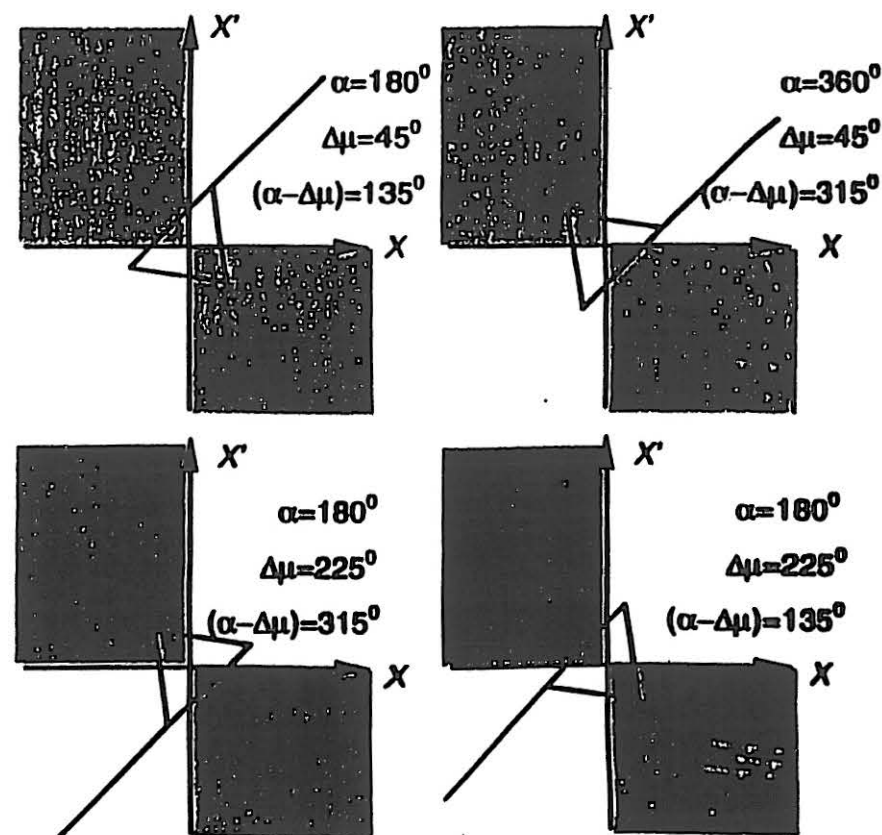 X'
α=180⁰
Δμ=45⁰
(α-Δμ)=135⁰
X
X'
α=360⁰
Δμ=45⁰
(α-Δμ)=315⁰
X
X'
α=180⁰
Δμ=225⁰
(α-Δμ)=315⁰
X
X'
α=180⁰
Δμ=225⁰
(α-Δμ)=135⁰
X